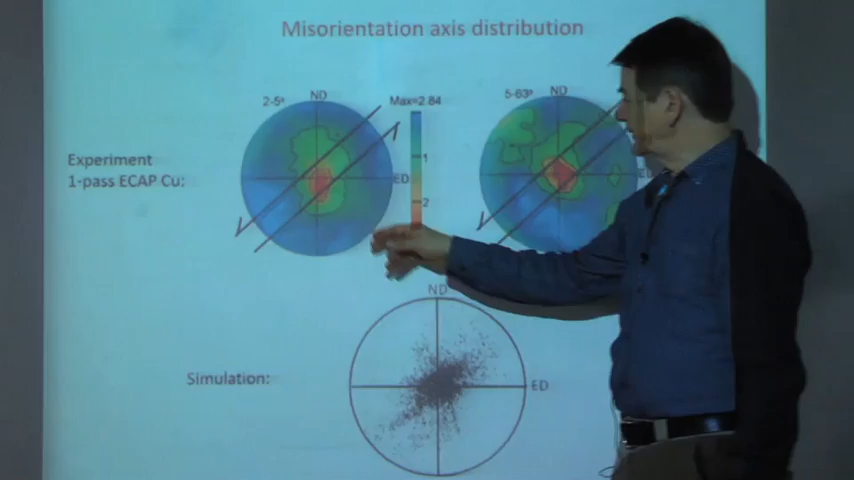 Misorientation axis distribution
2-5°
ND
Max=2.84
5-63°
ND
Experiment
1-pass ECAP Cu:
1
ED
2
ND
Simulation:
ED